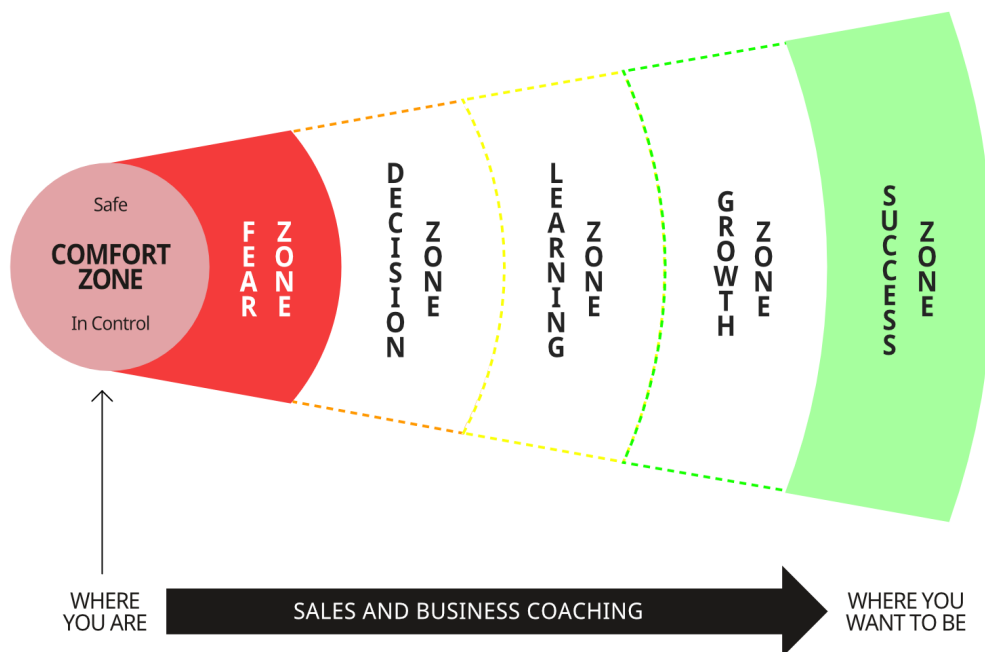 Safe
COMFORT
ZONE
In Control
FEAR
ZONE
DECISION
ZONE
LEARNING
ZONE
GROWTH
ZONE
SUCCESS
ZONE
WHERE
YOU ARE
SALES AND BUSINESS COACHING
WHERE YOU
WANT TO BE